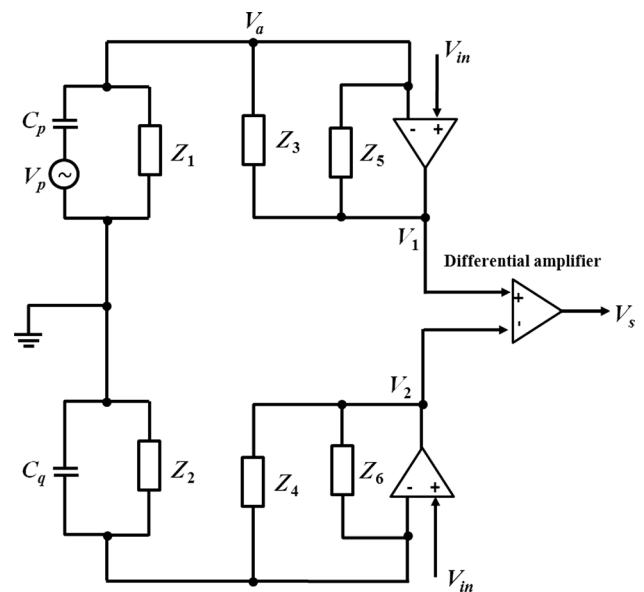 Va
Vin
Cp
Vp
Z1
Z3
Z5
- +
V1
Differential amplifier
+
-
Vs
V2
Cq
Z2
Z4
Z6
- +
Vin